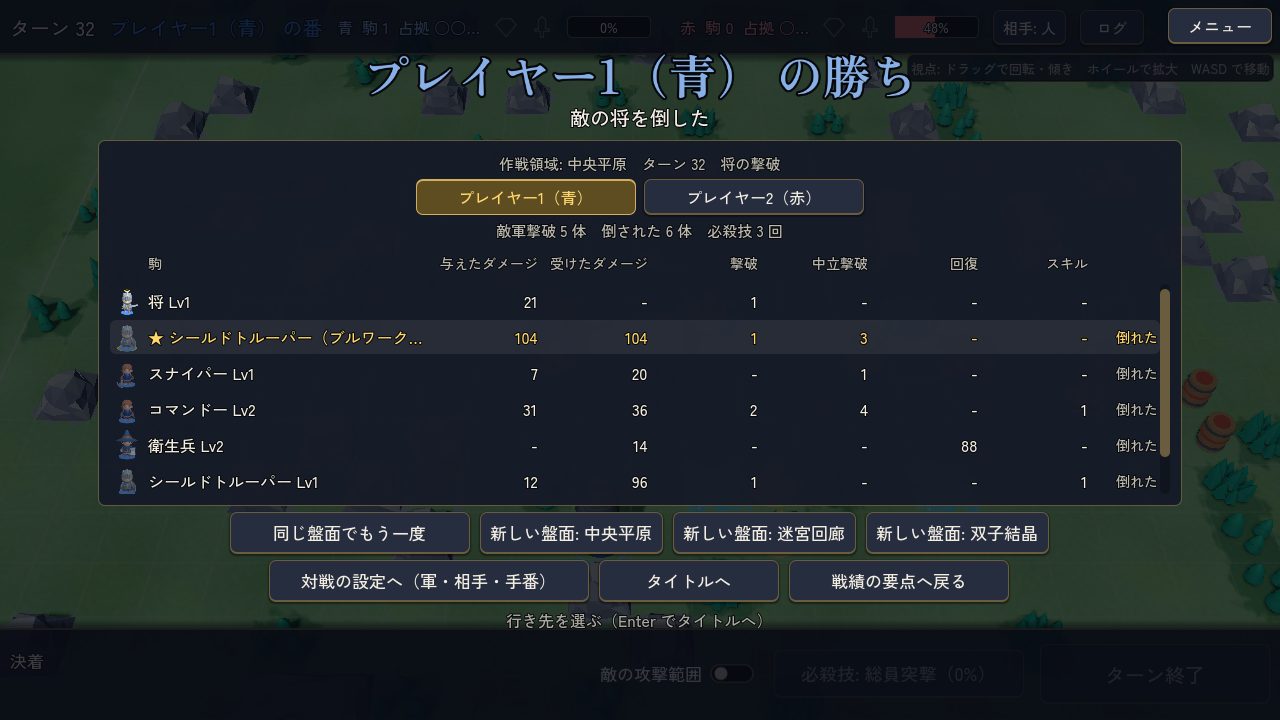 ターン 32 プレイヤー1（青） の番 青 駒 1 占拠 〇〇… 0% 赤 駒 0 占拠 〇… 48% 相手: 人 ログ メニュー
視点: ドラッグで回転・傾き ホイールで拡大 WASD で移動
プレイヤー1（青） の勝ち
敵の将を倒した
作戦領域: 中央平原 ターン 32 将の撃破
プレイヤー1（青） プレイヤー2（赤）
敵軍撃破 5 体 倒された 6 体 必殺技 3 回
駒 与えたダメージ 受けたダメージ 撃破 中立撃破 回復 スキル
将 Lv1 21 - 1 - - -
★ シールドトルーパー（ブルワーク… 104 104 1 3 - - 倒れた
スナイパー Lv1 7 20 - 1 - - 倒れた
コマンドー Lv2 31 36 2 4 - 1 倒れた
衛生兵 Lv2 - 14 - - 88 - 倒れた
シールドトルーパー Lv1 12 96 1 - - 1 倒れた
同じ盤面でもう一度 新しい盤面: 中央平原 新しい盤面: 迷宮回廊 新しい盤面: 双子結晶
対戦の設定へ（軍・相手・手番） タイトルへ 戦績の要点へ戻る
行き先を選ぶ（Enter でタイトルへ）
決着
敵の攻撃範囲 必殺技: 総員突撃（0%） ターン終了